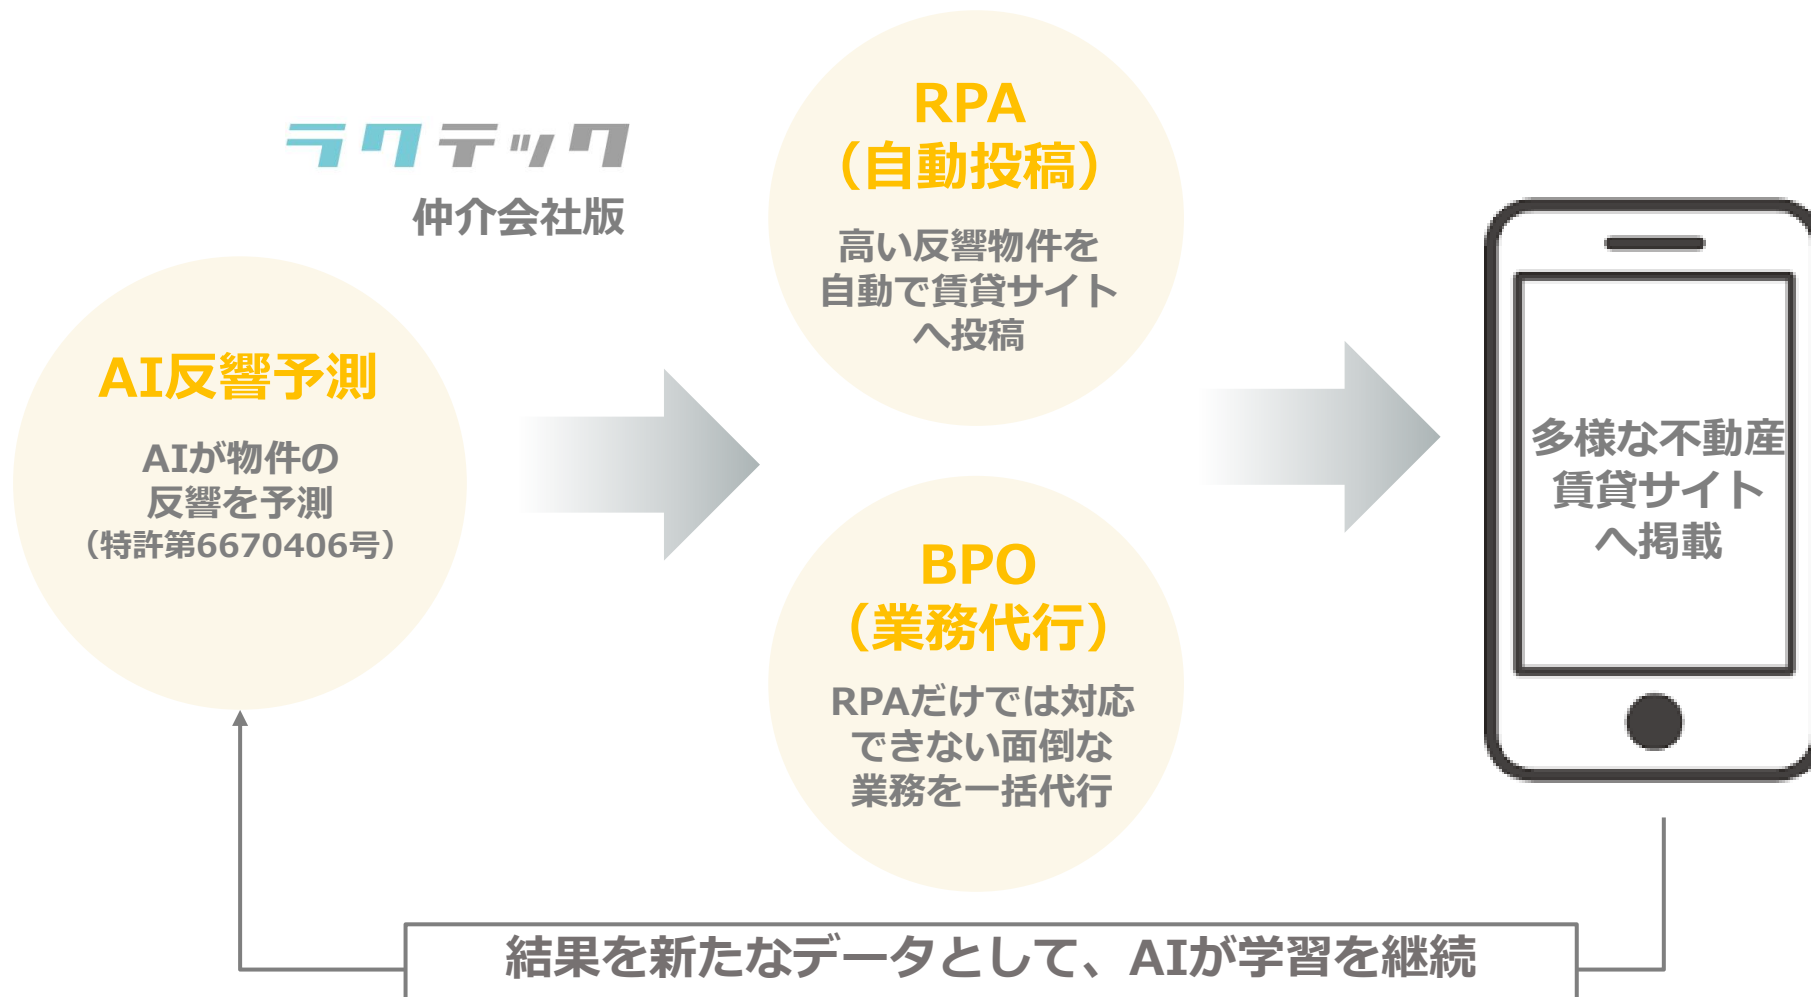 ラクテック
仲介会社版
AI反響予測
AIが物件の
反響を予測
（特許第6670406号）
RPA
（自動投稿）
高い反響物件を
自動で賃貸サイト
へ投稿
BPO
（業務代行）
RPAだけでは対応
できない面倒な
業務を一括代行
多様な不動産
賃貸サイト
へ掲載
結果を新たなデータとして、AIが学習を継続